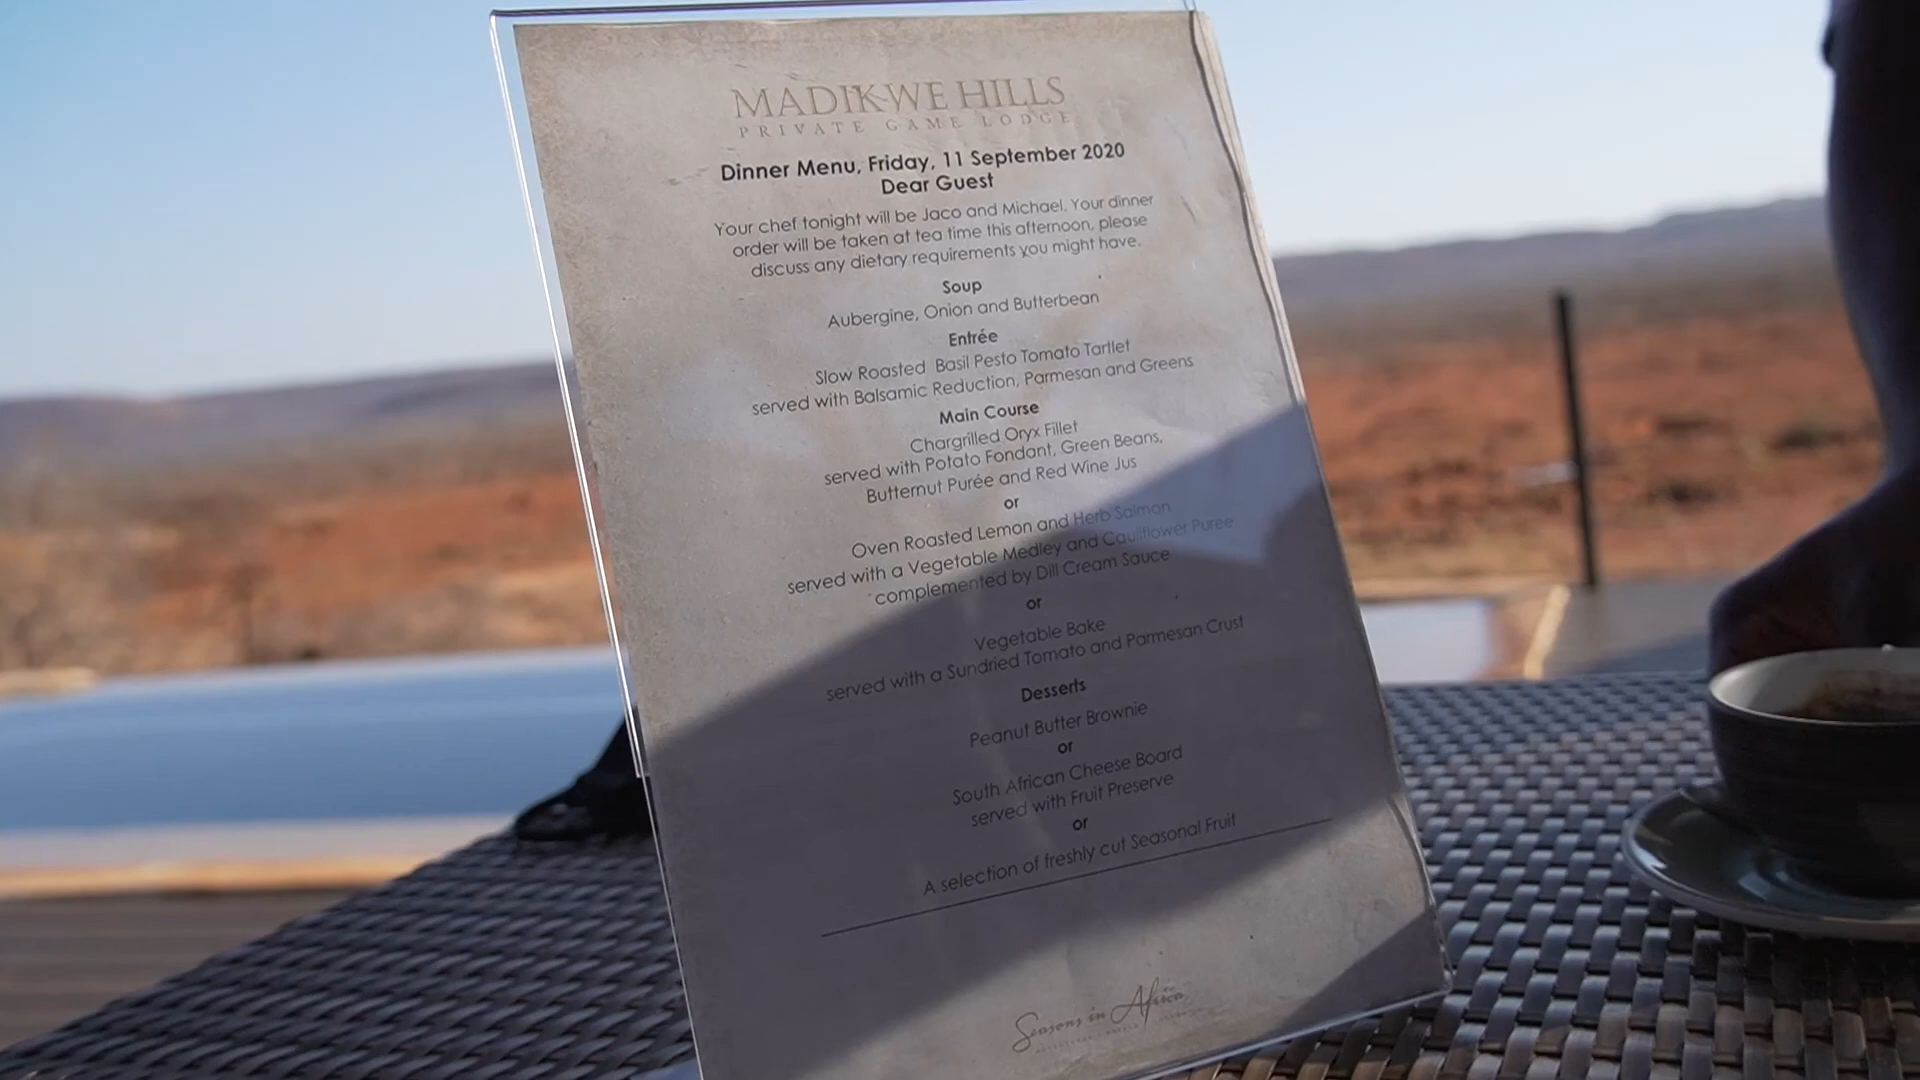 MADIKWE HILLS
PRIVATE GAME LODGE
Dinner Menu, Friday, 11 September 2020
Dear Guest
Your chef tonight will be Jaco and Michael. Your dinner
order will be taken at tea time this afternoon, please
discuss any dietary requirements you might have.
Soup
Aubergine, Onion and Butterbean
Entrée
Slow Roasted Basil Pesto Tomato Tartlet
served with Balsamic Reduction, Parmesan and Greens
Main Course
Chargrilled Oryx Fillet
served with Potato Fondant, Green Beans,
Butternut Purée and Red Wine Jus
or
Oven Roasted Lemon and Herb Salmon
served with a Vegetable Medley and Cauliflower Puree
complemented by Dill Cream Sauce
or
Vegetable Bake
served with a Sundried Tomato and Parmesan Crust
Desserts
Peanut Butter Brownie
or
South African Cheese Board
served with Fruit Preserve
or
A selection of freshly cut Seasonal Fruit
Seasons in Africa